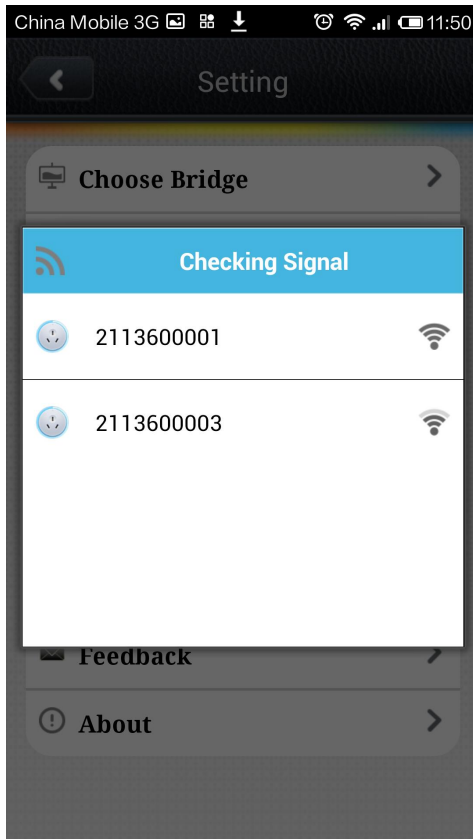 China Mobile 3G 11:50
Setting
Choose Bridge
Checking Signal
2113600001
2113600003
Feedback
About